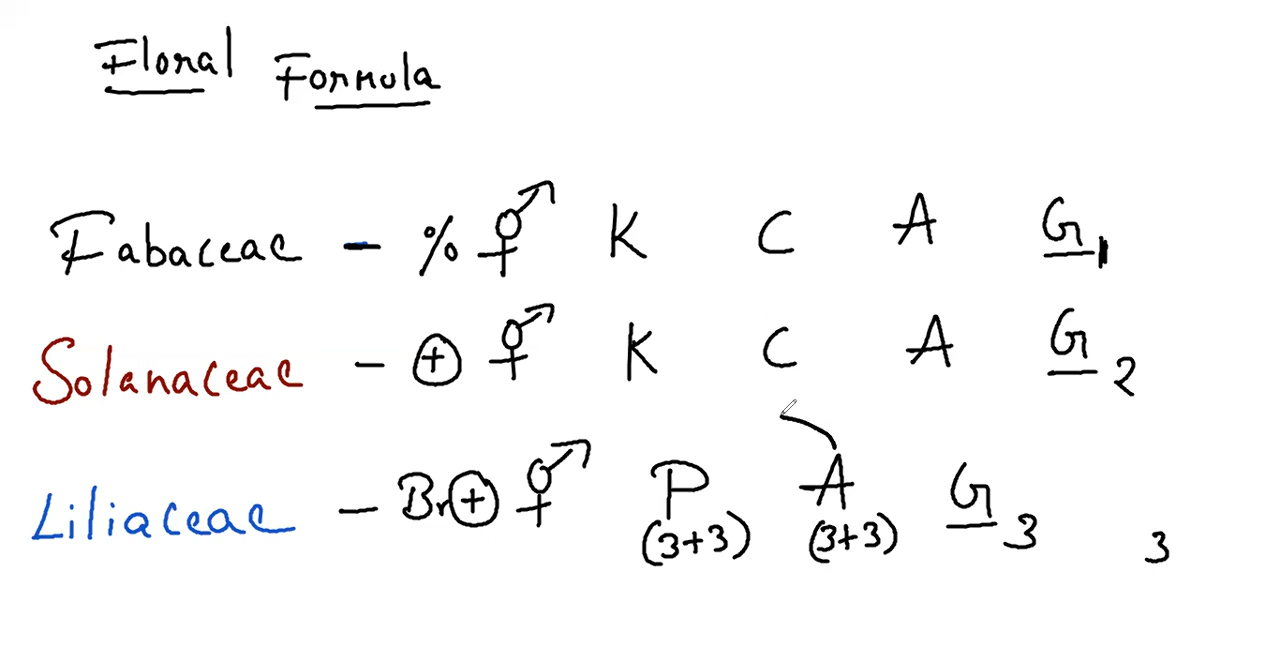 Floral Formula
Fabaceae - % ⚥ K C A G1
Solanaceae - ⊕ ⚥ K C A G2
Liliaceae - Br ⊕ ⚥ P(3+3) A(3+3) G3 3